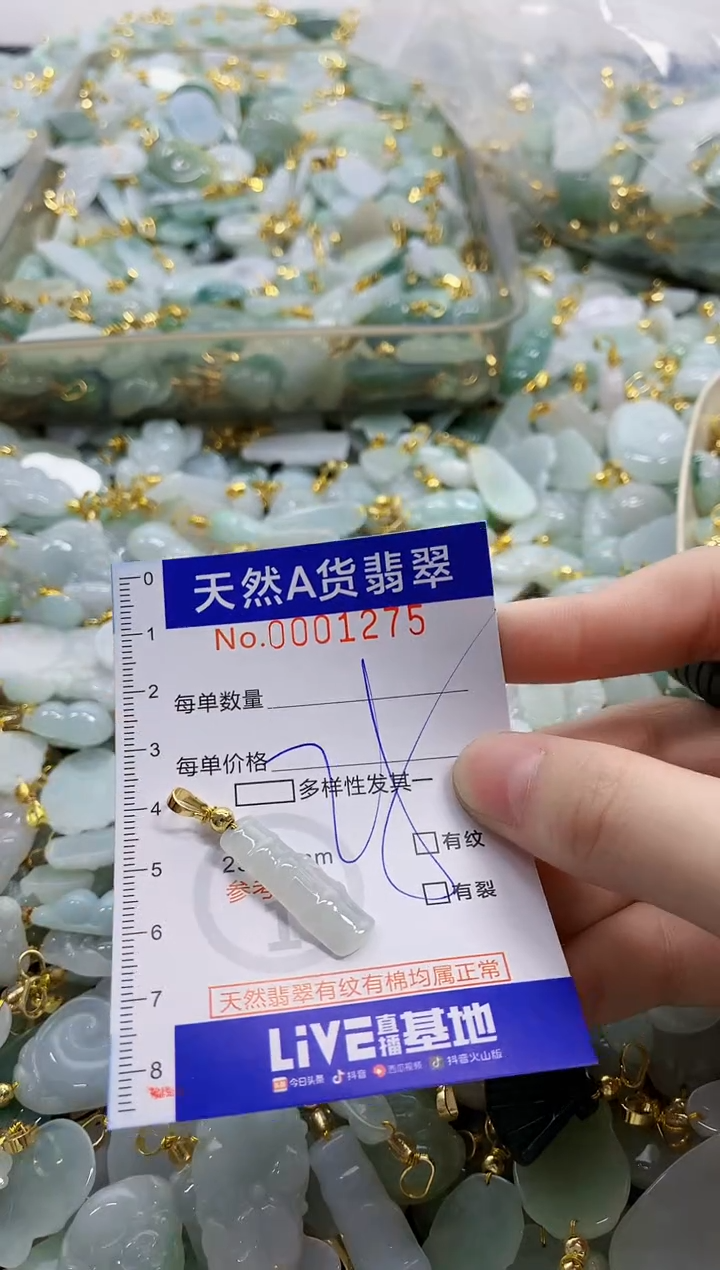 天然A货翡翠
No.0001275
每单数量
每单价格
多样性发其一
有纹
有裂
参考
天然翡翠有纹有棉均属正常
LiVE直播基地
今日头条 抖音 西瓜视频 抖音火山版
0
1
2
3
4
5
6
7
8